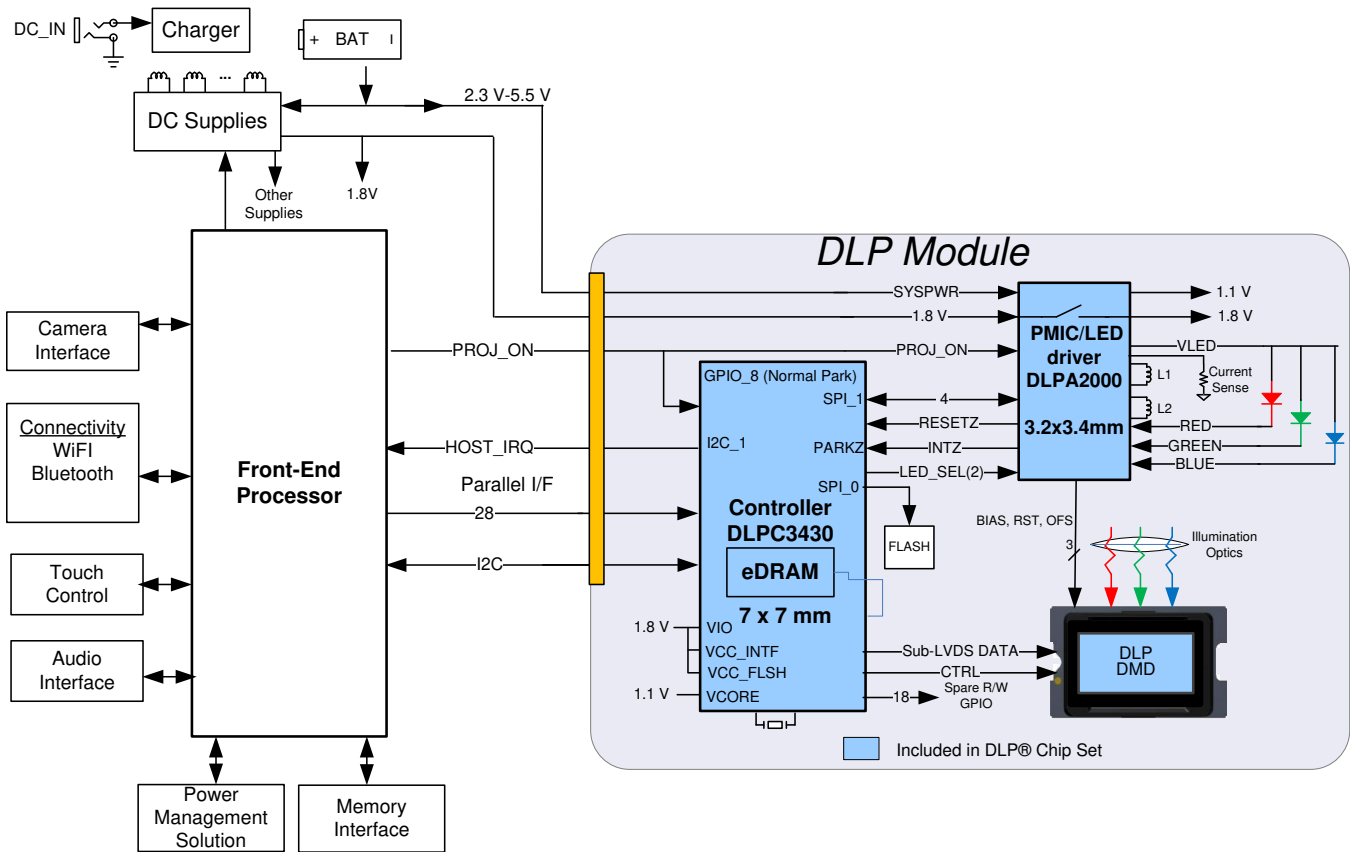 DC_IN
Charger
+ BAT I
...
DC Supplies
2.3 V-5.5 V
Other
Supplies
1.8V
DLP Module
SYSPWR
1.1 V
1.8 V
1.8 V
PMIC/LED
driver
DLPA2000
3.2x3.4mm
VLED
L1
Current
Sense
L2
RED
GREEN
BLUE
Camera
Interface
PROJ_ON
PROJ_ON
GPIO_8 (Normal Park)
SPI_1
4
RESETZ
Connectivity
WiFI
Bluetooth
HOST_IRQ
I2C_1
PARKZ
INTZ
LED_SEL(2)
SPI_0
Front-End
Processor
Parallel I/F
28
Controller
DLPC3430
FLASH
BIAS, RST, OFS
3
Illumination
Optics
I2C
eDRAM
7 x 7 mm
Touch
Control
1.8 V
VIO
VCC_INTF
VCC_FLSH
1.1 V
VCORE
Sub-LVDS DATA
CTRL
18
Spare R/W
GPIO
DLP
DMD
Audio
Interface
Included in DLP® Chip Set
Power
Management
Solution
Memory
Interface